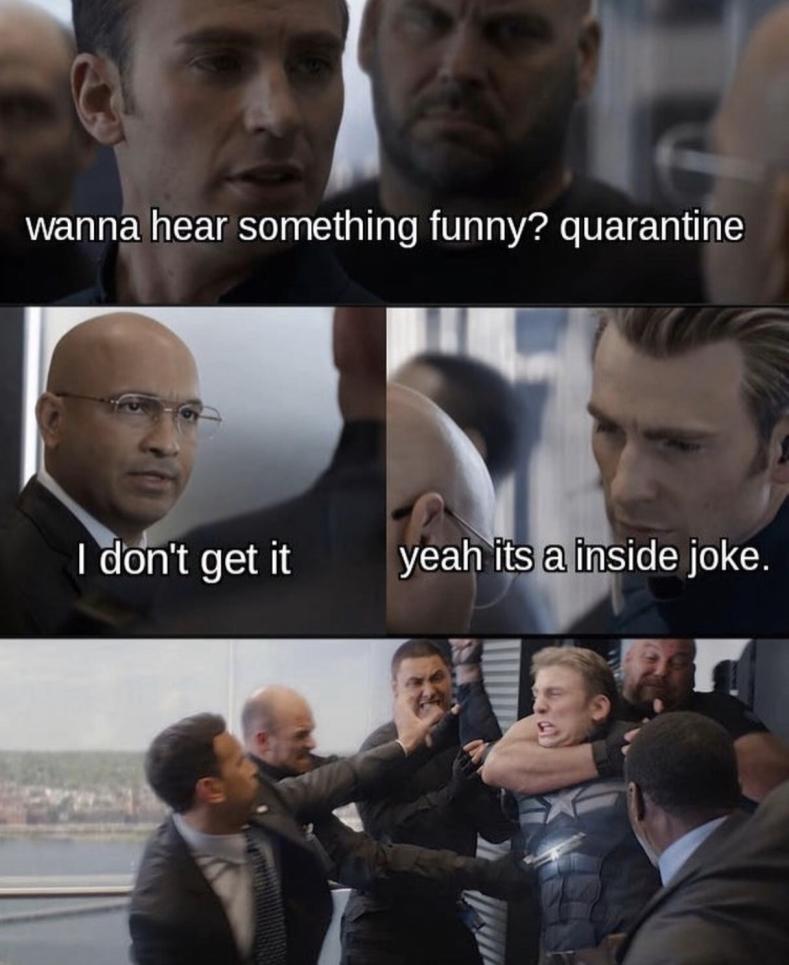 wanna hear something funny? quarantine
I don't get it
yeah its a inside joke.